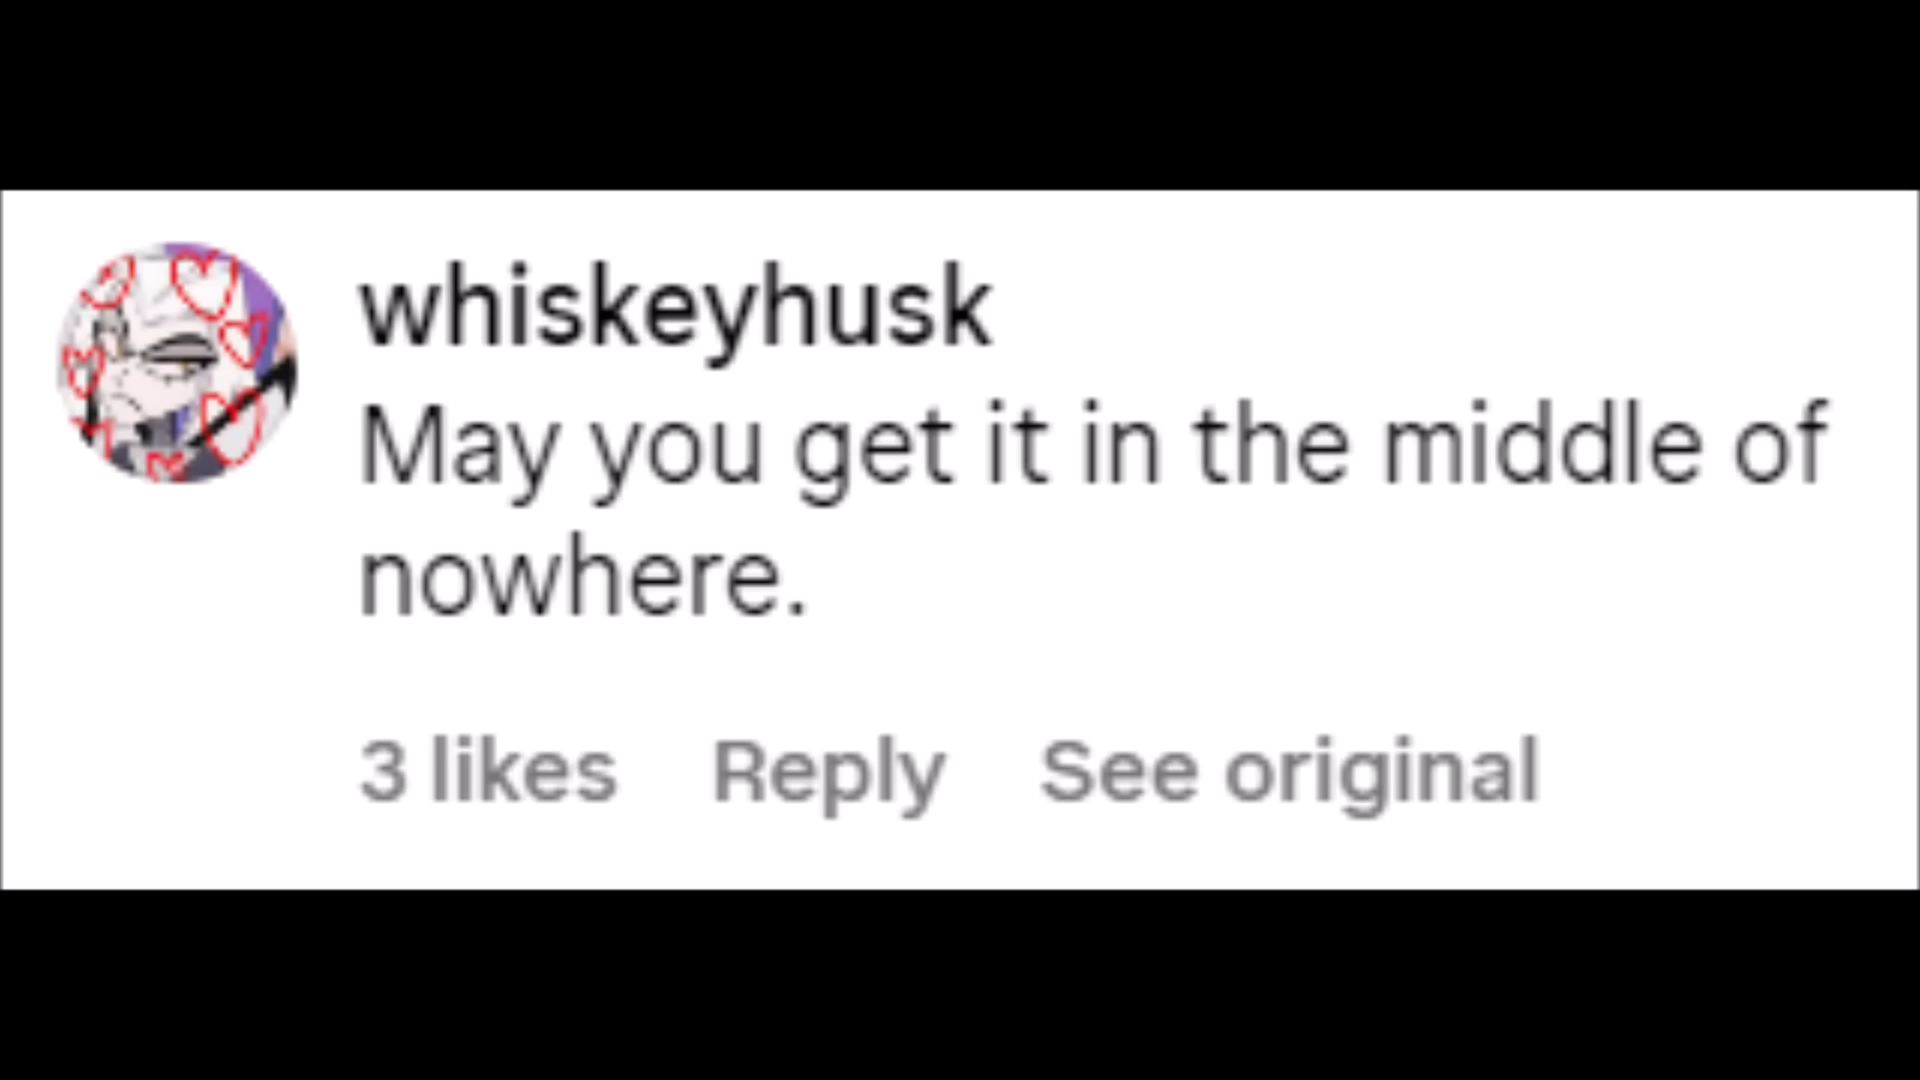 whiskeyhusk
May you get it in the middle of
nowhere.
3 likes Reply See original